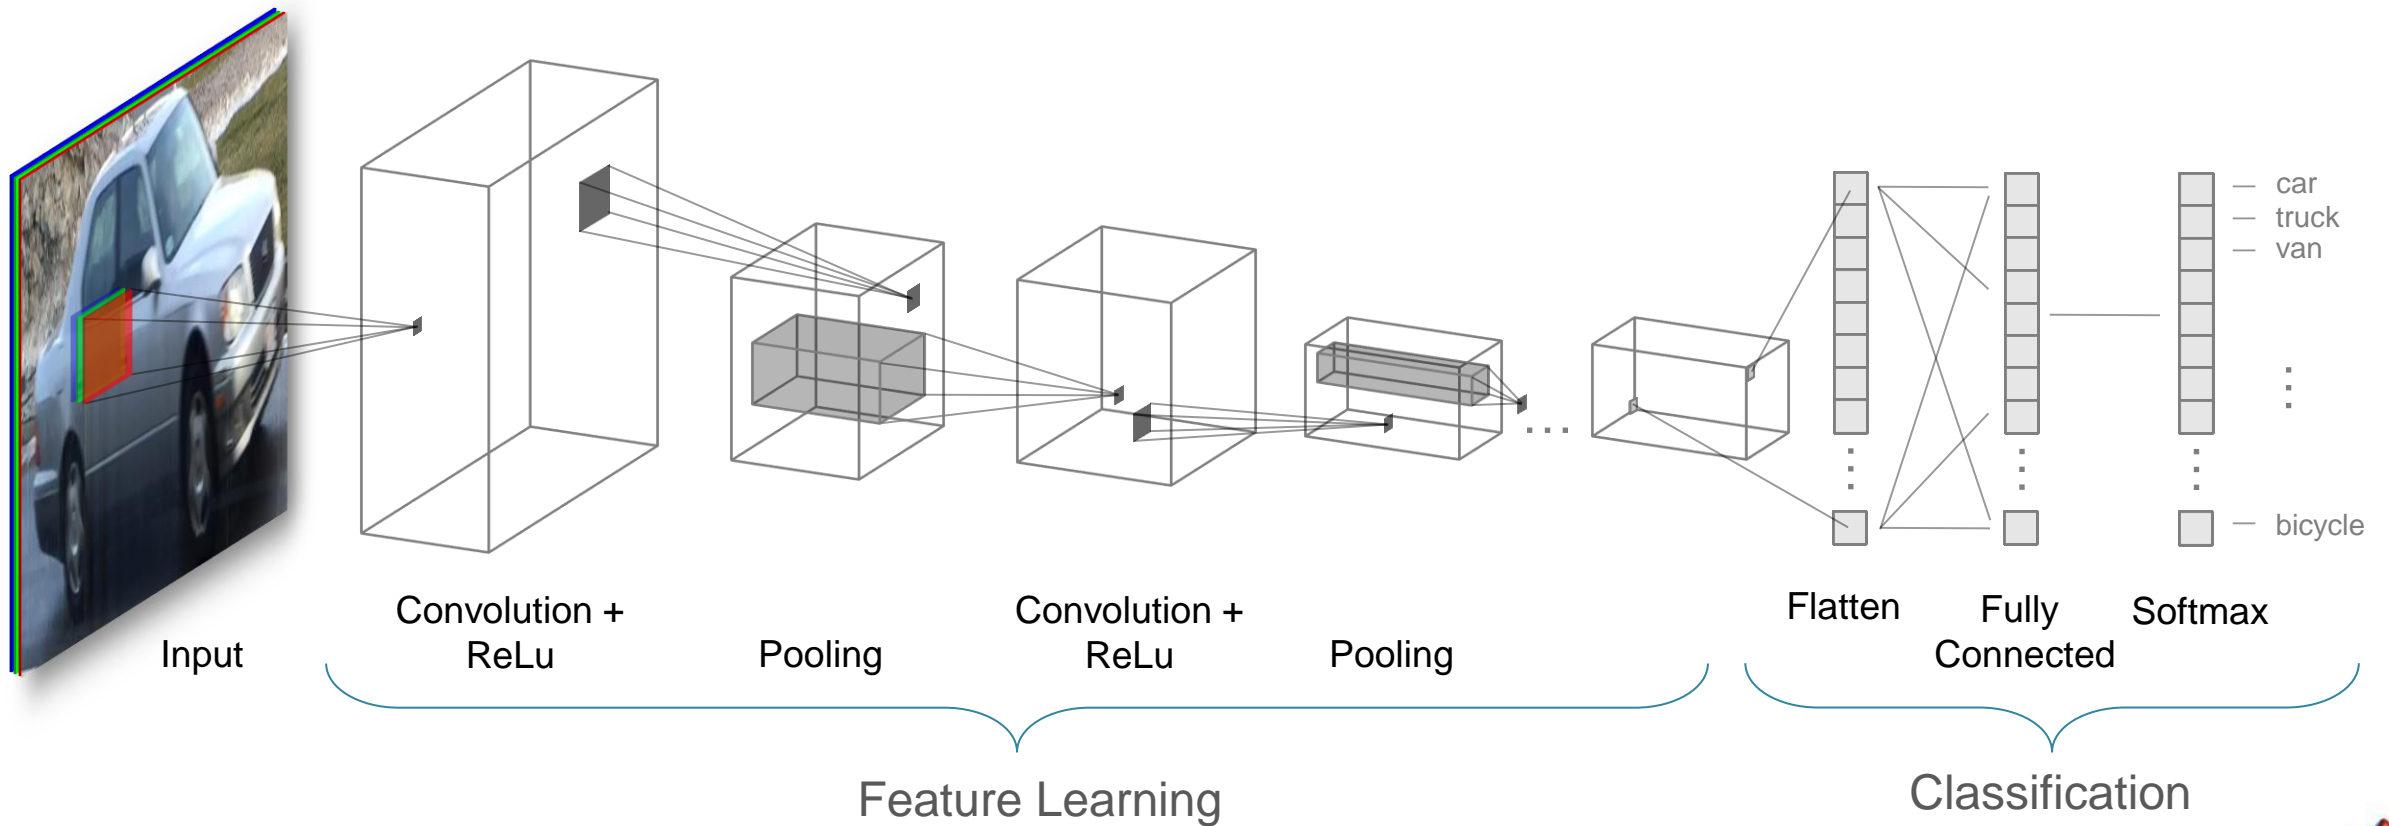 car
truck
van
bicycle
Input
Convolution +
ReLu
Pooling
Convolution +
ReLu
Pooling
Flatten
Fully
Connected
Softmax
Feature Learning
Classification